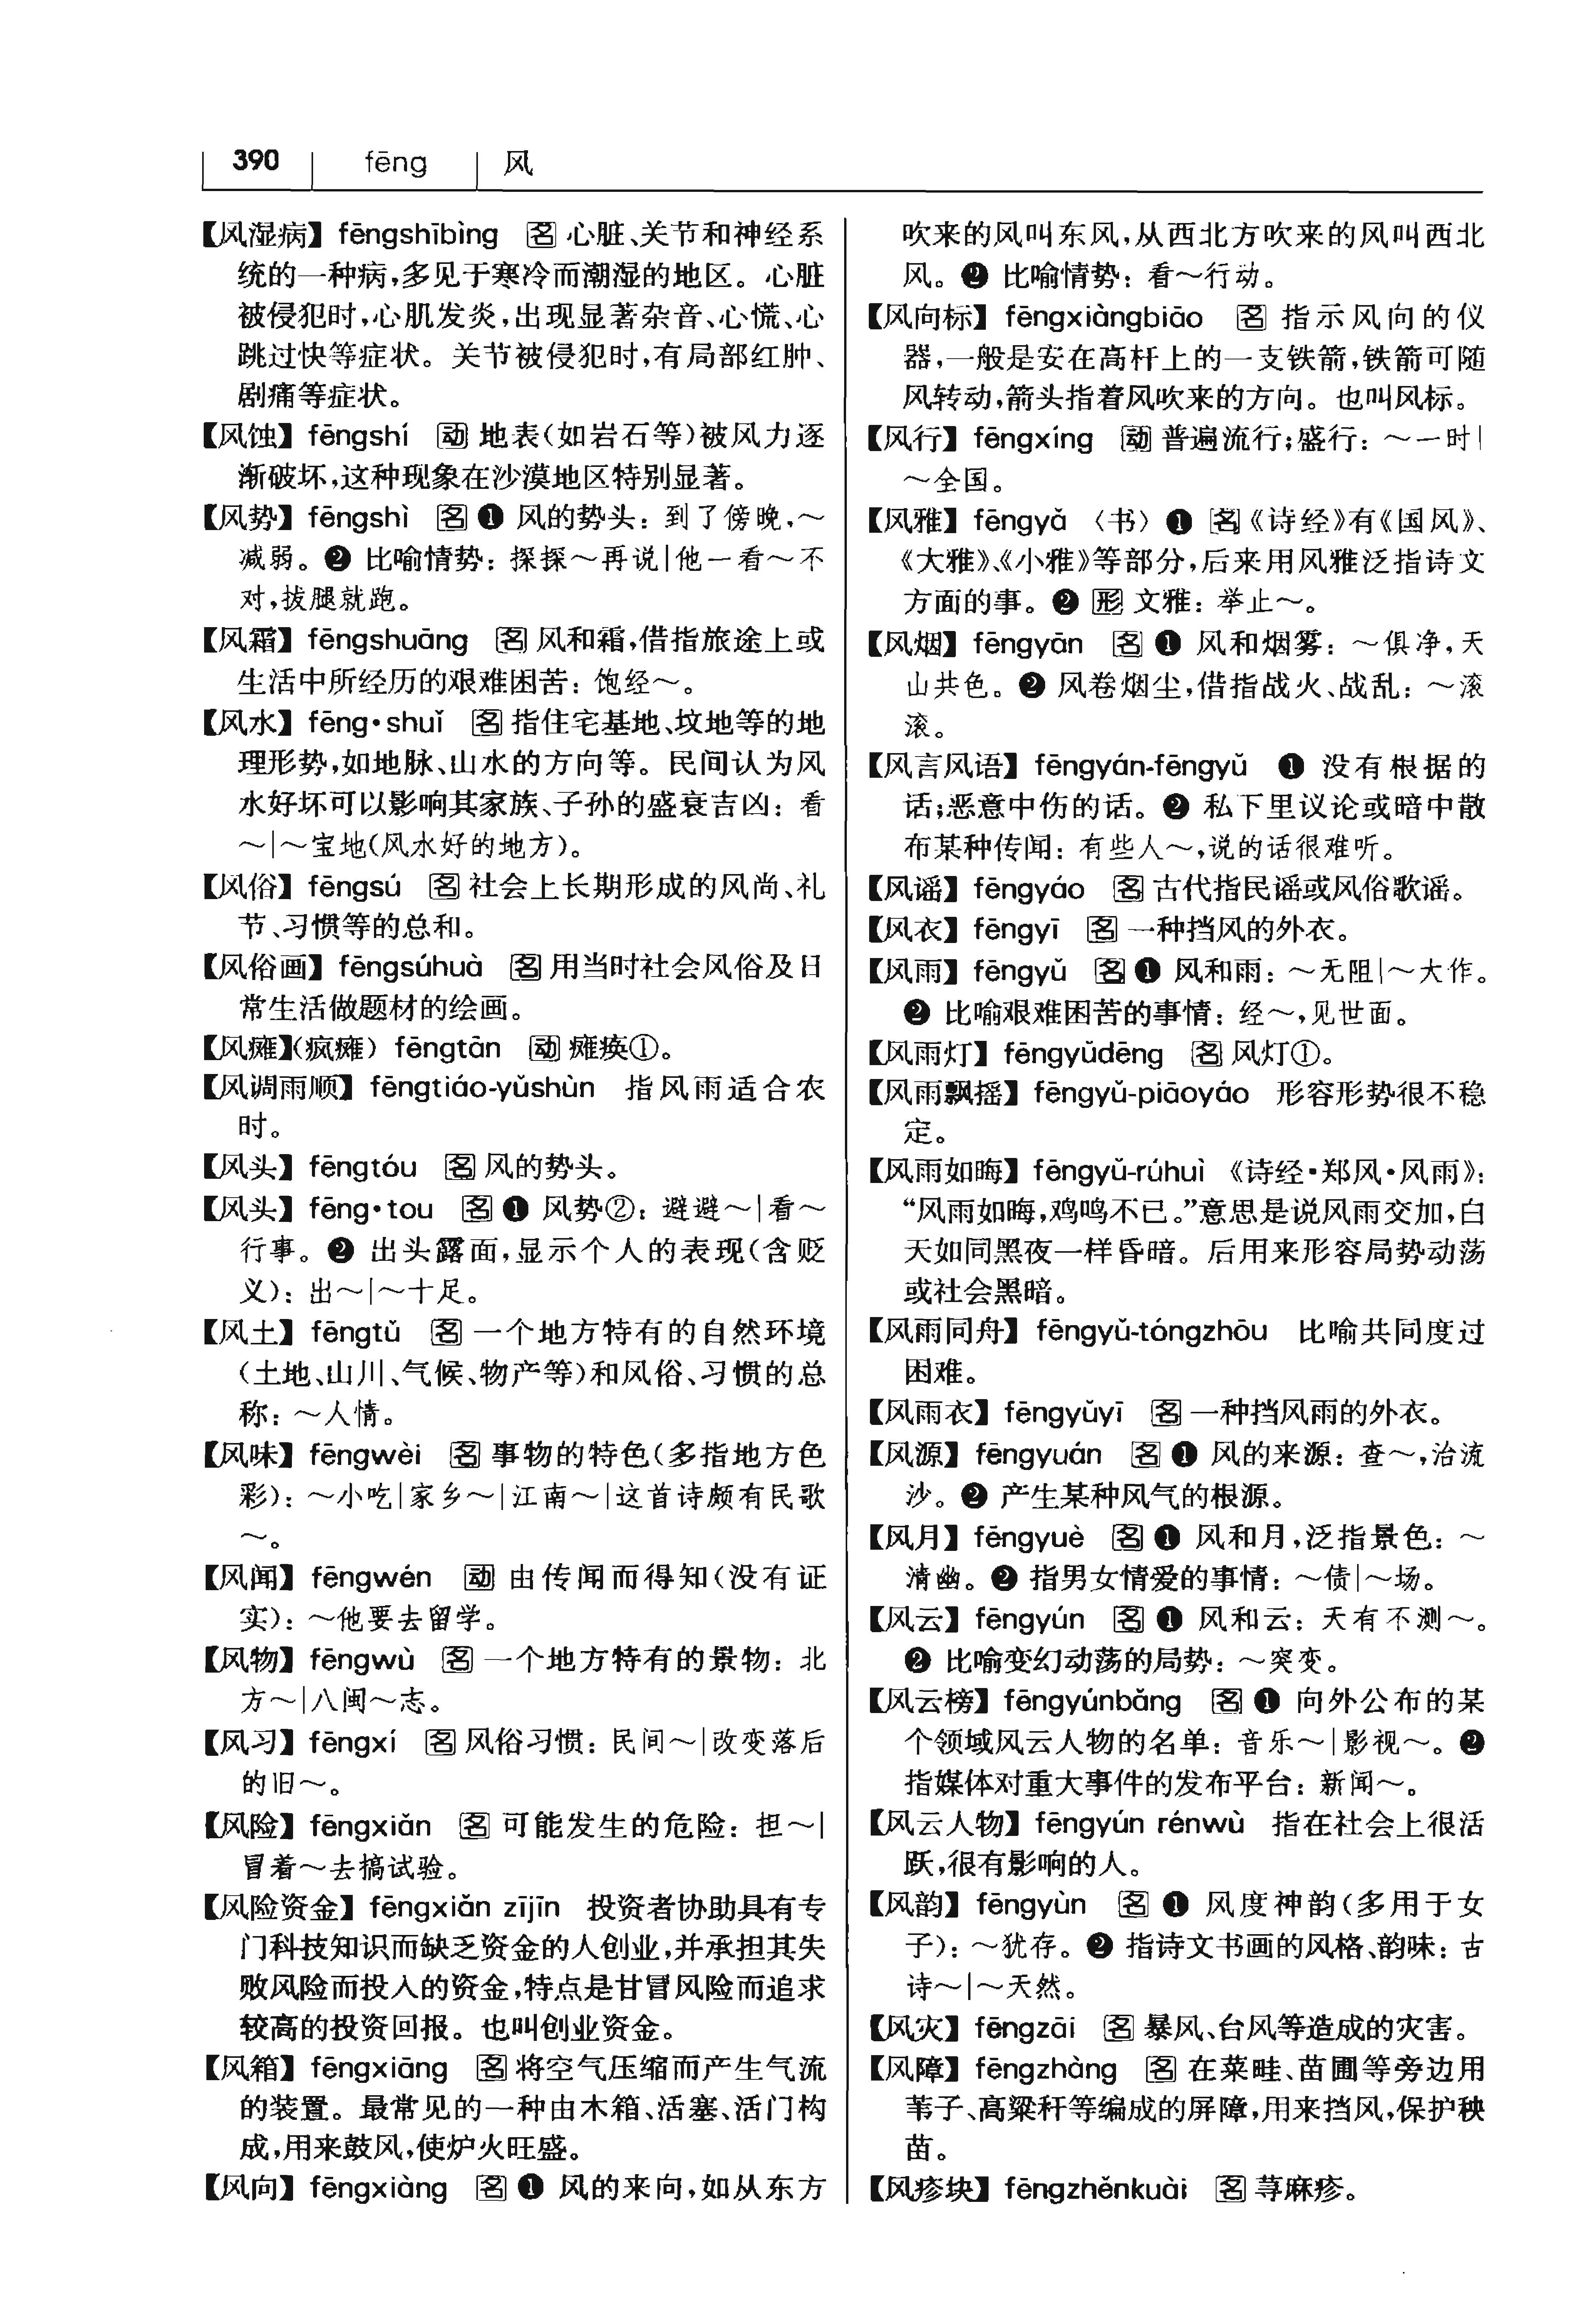 390 fēng 风
【风湿病】 fēngshībìng 名 心脏、关节和神经系
统的一种病,多见于寒冷而潮湿的地区。心脏
被侵犯时,心肌发炎,出现显著杂音、心慌、心
跳过快等症状。关节被侵犯时,有局部红肿、
剧痛等症状。
【风蚀】 fēngshí 动 地表(如岩石等)被风力逐
渐破坏,这种现象在沙漠地区特别显著。
【风势】 fēngshì 名 ❶ 风的势头: 到了傍晚,～
减弱。❷ 比喻情势: 探探～再说|他一看～不
对,拔腿就跑。
【风霜】 fēngshuāng 名 风和霜,借指旅途上或
生活中所经历的艰难困苦: 饱经～。
【风水】 fēng•shuǐ 名 指住宅基地、坟地等的地
理形势,如地脉、山水的方向等。民间认为风
水好坏可以影响其家族、子孙的盛衰吉凶: 看
～|～宝地(风水好的地方)。
【风俗】 fēngsú 名 社会上长期形成的风尚、礼
节、习惯等的总和。
【风俗画】 fēngsúhuà 名 用当时社会风俗及日
常生活做题材的绘画。
【风瘫】(疯瘫) fēngtān 动 瘫痪①。
【风调雨顺】 fēngtiáo-yǔshùn 指风雨适合农
时。
【风头】 fēngtóu 名 风的势头。
【风头】 fēng•tou 名 ❶ 风势②: 避避～|看～
行事。❷ 出头露面,显示个人的表现(含贬
义): 出～|～十足。
【风土】 fēngtǔ 名 一个地方特有的自然环境
(土地、山川、气候、物产等)和风俗、习惯的总
称: ～人情。
【风味】 fēngwèi 名 事物的特色(多指地方色
彩): ～小吃|家乡～|江南～|这首诗颇有民歌
～。
【风闻】 fēngwén 动 由传闻而得知(没有证
实): ～他要去留学。
【风物】 fēngwù 名 一个地方特有的景物: 北
方～|八闽～志。
【风习】 fēngxí 名 风俗习惯: 民间～|改变落后
的旧～。
【风险】 fēngxiǎn 名 可能发生的危险: 担～|
冒着～去搞试验。
【风险资金】 fēngxiǎn zījīn 投资者协助具有专
门科技知识而缺乏资金的人创业,并承担其失
败风险而投入的资金,特点是甘冒风险而追求
较高的投资回报。也叫创业资金。
【风箱】 fēngxiāng 名 将空气压缩而产生气流
的装置。最常见的一种由木箱、活塞、活门构
成,用来鼓风,使炉火旺盛。
【风向】 fēngxiàng 名 ❶ 风的来向,如从东方
吹来的风叫东风,从西北方吹来的风叫西北
风。❷ 比喻情势: 看～行动。
【风向标】 fēngxiàngbiāo 名 指示风向的仪
器,一般是安在高杆上的一支铁箭,铁箭可随
风转动,箭头指着风吹来的方向。也叫风标。
【风行】 fēngxíng 动 普遍流行;盛行: ～一时|
～全国。
【风雅】 fēngyǎ 〈书〉 ❶ 名《诗经》有《国风》、
《大雅》、《小雅》等部分,后来用风雅泛指诗文
方面的事。❷ 形 文雅: 举止～。
【风烟】 fēngyān 名 ❶ 风和烟雾: ～俱净,天
山共色。❷ 风卷烟尘,借指战火、战乱: ～滚
滚。
【风言风语】 fēngyán-fēngyǔ ❶ 没有根据的
话;恶意中伤的话。❷ 私下里议论或暗中散
布某种传闻: 有些人～,说的话很难听。
【风谣】 fēngyáo 名 古代指民谣或风俗歌谣。
【风衣】 fēngyī 名 一种挡风的外衣。
【风雨】 fēngyǔ 名 ❶ 风和雨: ～无阻|～大作。
❷ 比喻艰难困苦的事情: 经～,见世面。
【风雨灯】 fēngyǔdēng 名 风灯①。
【风雨飘摇】 fēngyǔ-piāoyáo 形容形势很不稳
定。
【风雨如晦】 fēngyǔ-rúhuì 《诗经•郑风•风雨》:
“风雨如晦,鸡鸣不已。”意思是说风雨交加,白
天如同黑夜一样昏暗。后用来形容局势动荡
或社会黑暗。
【风雨同舟】 fēngyǔ-tóngzhōu 比喻共同度过
困难。
【风雨衣】 fēngyǔyī 名 一种挡风雨的外衣。
【风源】 fēngyuán 名 ❶ 风的来源: 查～,治流
沙。❷ 产生某种风气的根源。
【风月】 fēngyuè 名 ❶ 风和月,泛指景色: ～
清幽。❷ 指男女情爱的事情: ～债|～场。
【风云】 fēngyún 名 ❶ 风和云: 天有不测～。
❷ 比喻变幻动荡的局势: ～突变。
【风云榜】 fēngyúnbǎng 名 ❶ 向外公布的某
个领域风云人物的名单: 音乐～|影视～。❷
指媒体对重大事件的发布平台: 新闻～。
【风云人物】 fēngyún rénwù 指在社会上很活
跃,很有影响的人。
【风韵】 fēngyùn 名 ❶ 风度神韵(多用于女
子): ～犹存。❷ 指诗文书画的风格、韵味: 古
诗～|～天然。
【风灾】 fēngzāi 名 暴风、台风等造成的灾害。
【风障】 fēngzhàng 名 在菜畦、苗圃等旁边用
苇子、高粱秆等编成的屏障,用来挡风,保护秧
苗。
【风疹块】 fēngzhěnkuài 名 荨麻疹。